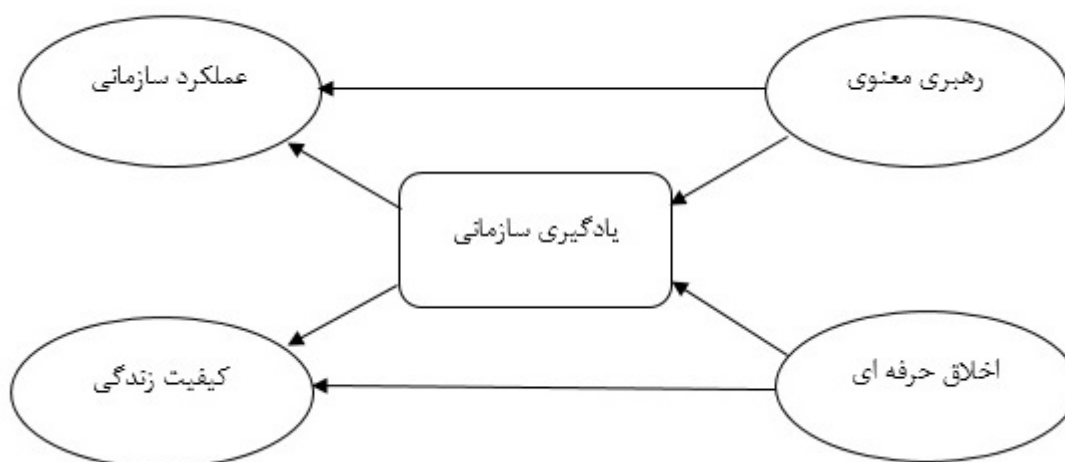 رهبری معنوی
عملکرد سازمانی
یادگیری سازمانی
اخلاق حرفه ای
کیفیت زندگی